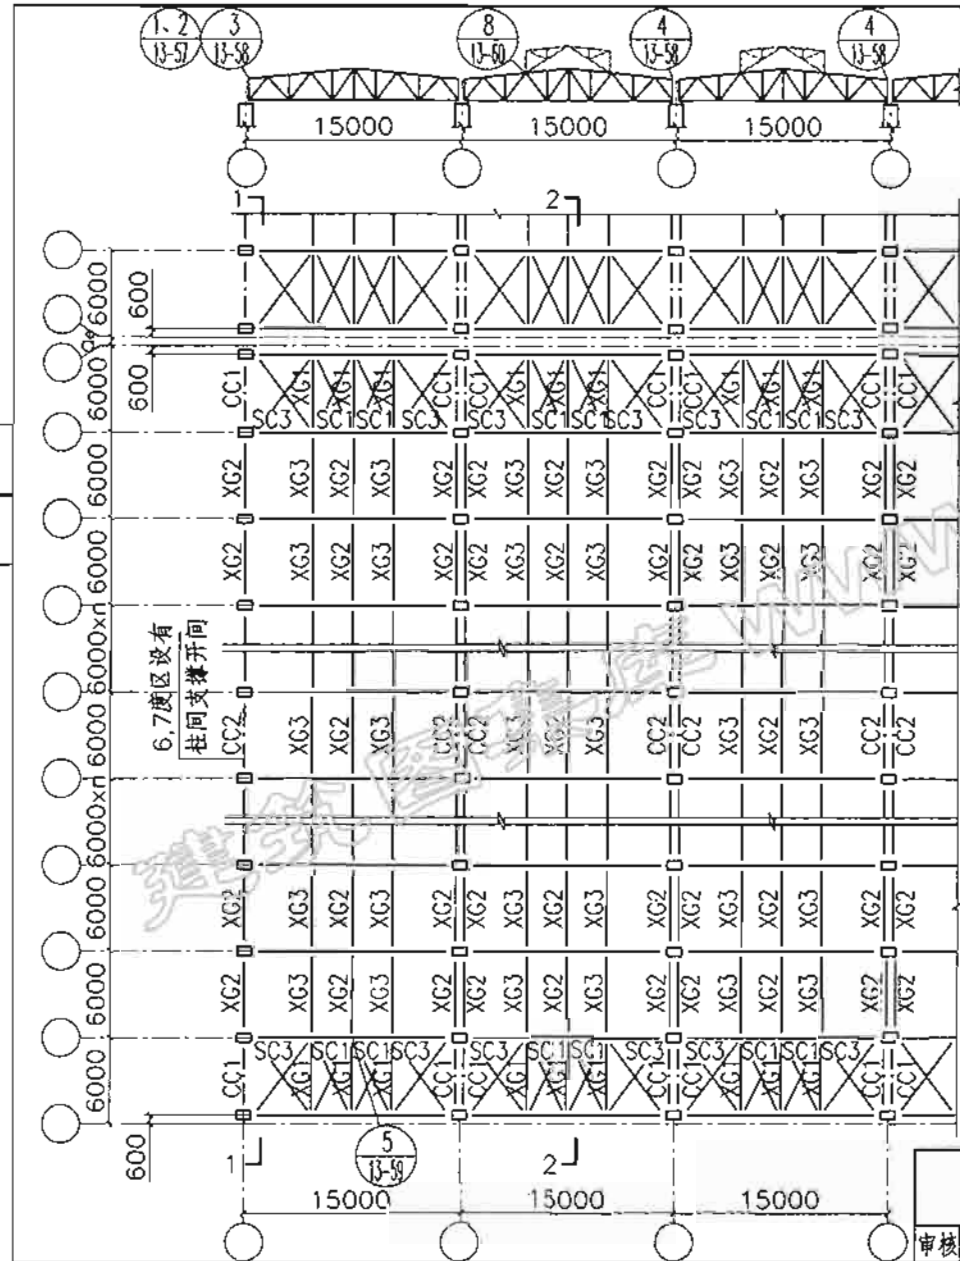 1、2 3 8 4 4
13-57 13-58 13-60 13-58 13-58
15000 15000 15000
1 2
6000 600
ae
6000 600
CC1 XG1 XG1 XG1 CC1 CC1 XG1 XG1 XG1 CC1 CC1 XG1 XG1 XG1 CC1 CC1
SC3 SC1 SC1 SC3 SC3 SC1 SC1 SC3 SC3 SC1 SC1 SC3
6000 XG2 XG3 XG2 XG3 XG2 XG2 XG3 XG2 XG3 XG2 XG2 XG3 XG2 XG3 XG2 XG2
6000 XG2 XG3 XG2 XG3 XG2 XG2 XG3 XG2 XG3 XG2 XG2 XG3 XG2 XG3 XG2 XG2
6000xn
6,7度区设有
柱间支撑开间
6000 CC2 XG3 XG2 XG3 CC2 CC2 XG3 XG2 XG3 CC2 CC2 XG3 XG2 XG3 CC2 CC2
6000xn
6000 XG2 XG3 XG2 XG3 XG2 XG2 XG3 XG2 XG3 XG2 XG2 XG3 XG2 XG3 XG2 XG2
6000 XG2 XG3 XG2 XG3 XG2 XG2 XG3 XG2 XG3 XG2 XG2 XG3 XG2 XG3 XG2 XG2
SC3 SC1 SC1 SC3 SC3 SC1 SC1 SC3 SC3 SC1 SC1 SC3
6000 CC1 XG1 XG1 XG1 CC1 CC1 XG1 XG1 XG1 CC1 CC1 XG1 XG1 XG1 CC1 CC1
600
1 5 2
13-59
15000 15000 15000
审核
WWW